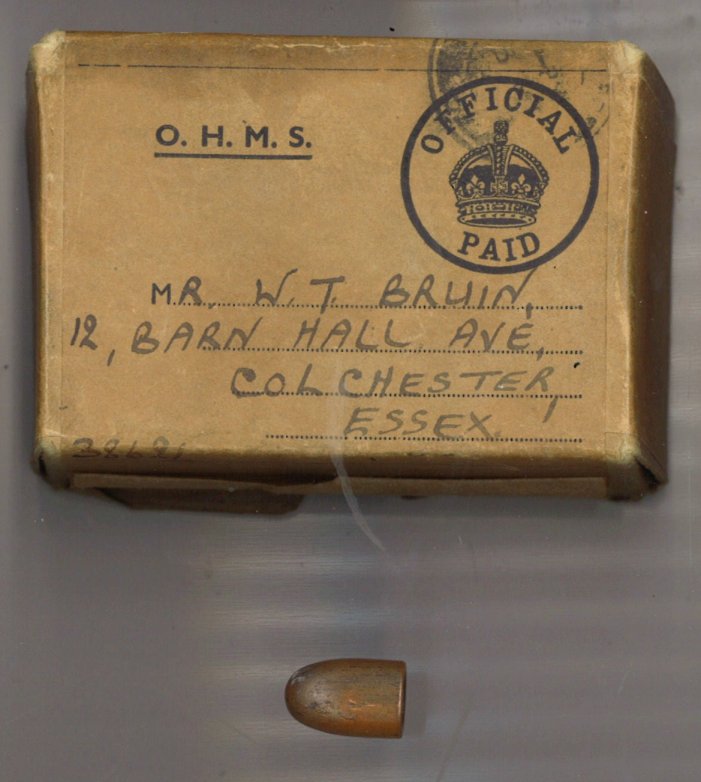 O. H. M. S.
OFFICIAL
PAID
MR. W. T. BRUIN,
12, BARN HALL AVE,
COLCHESTER,
ESSEX.